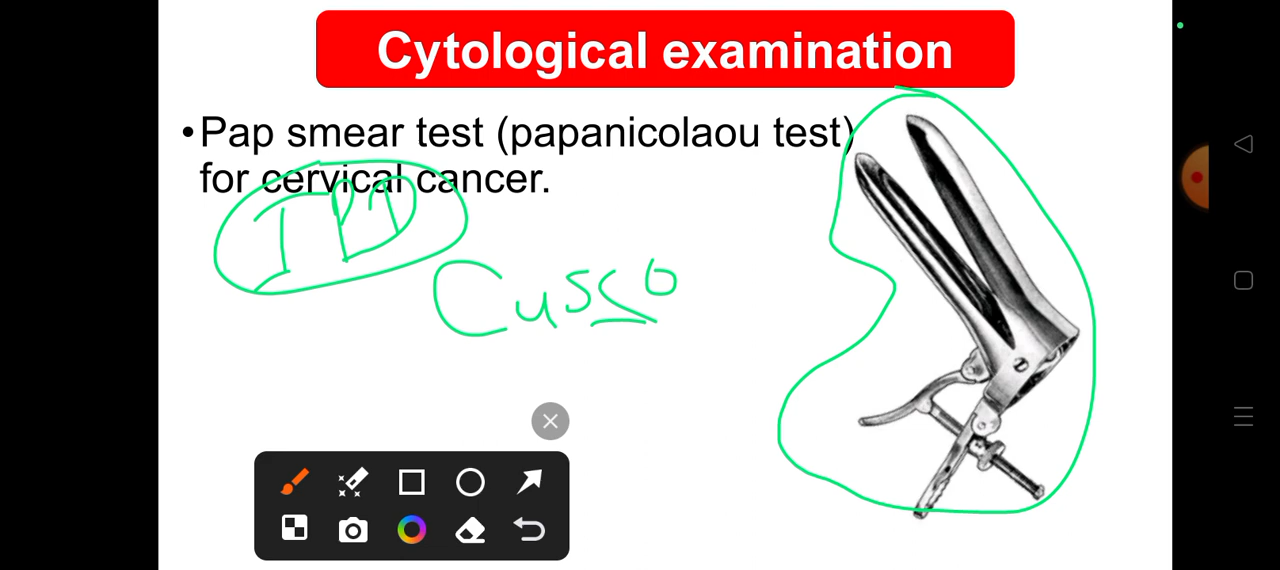 Cytological examination
•Pap smear test (papanicolaou test)
for cervical cancer.
IPD
Cusco